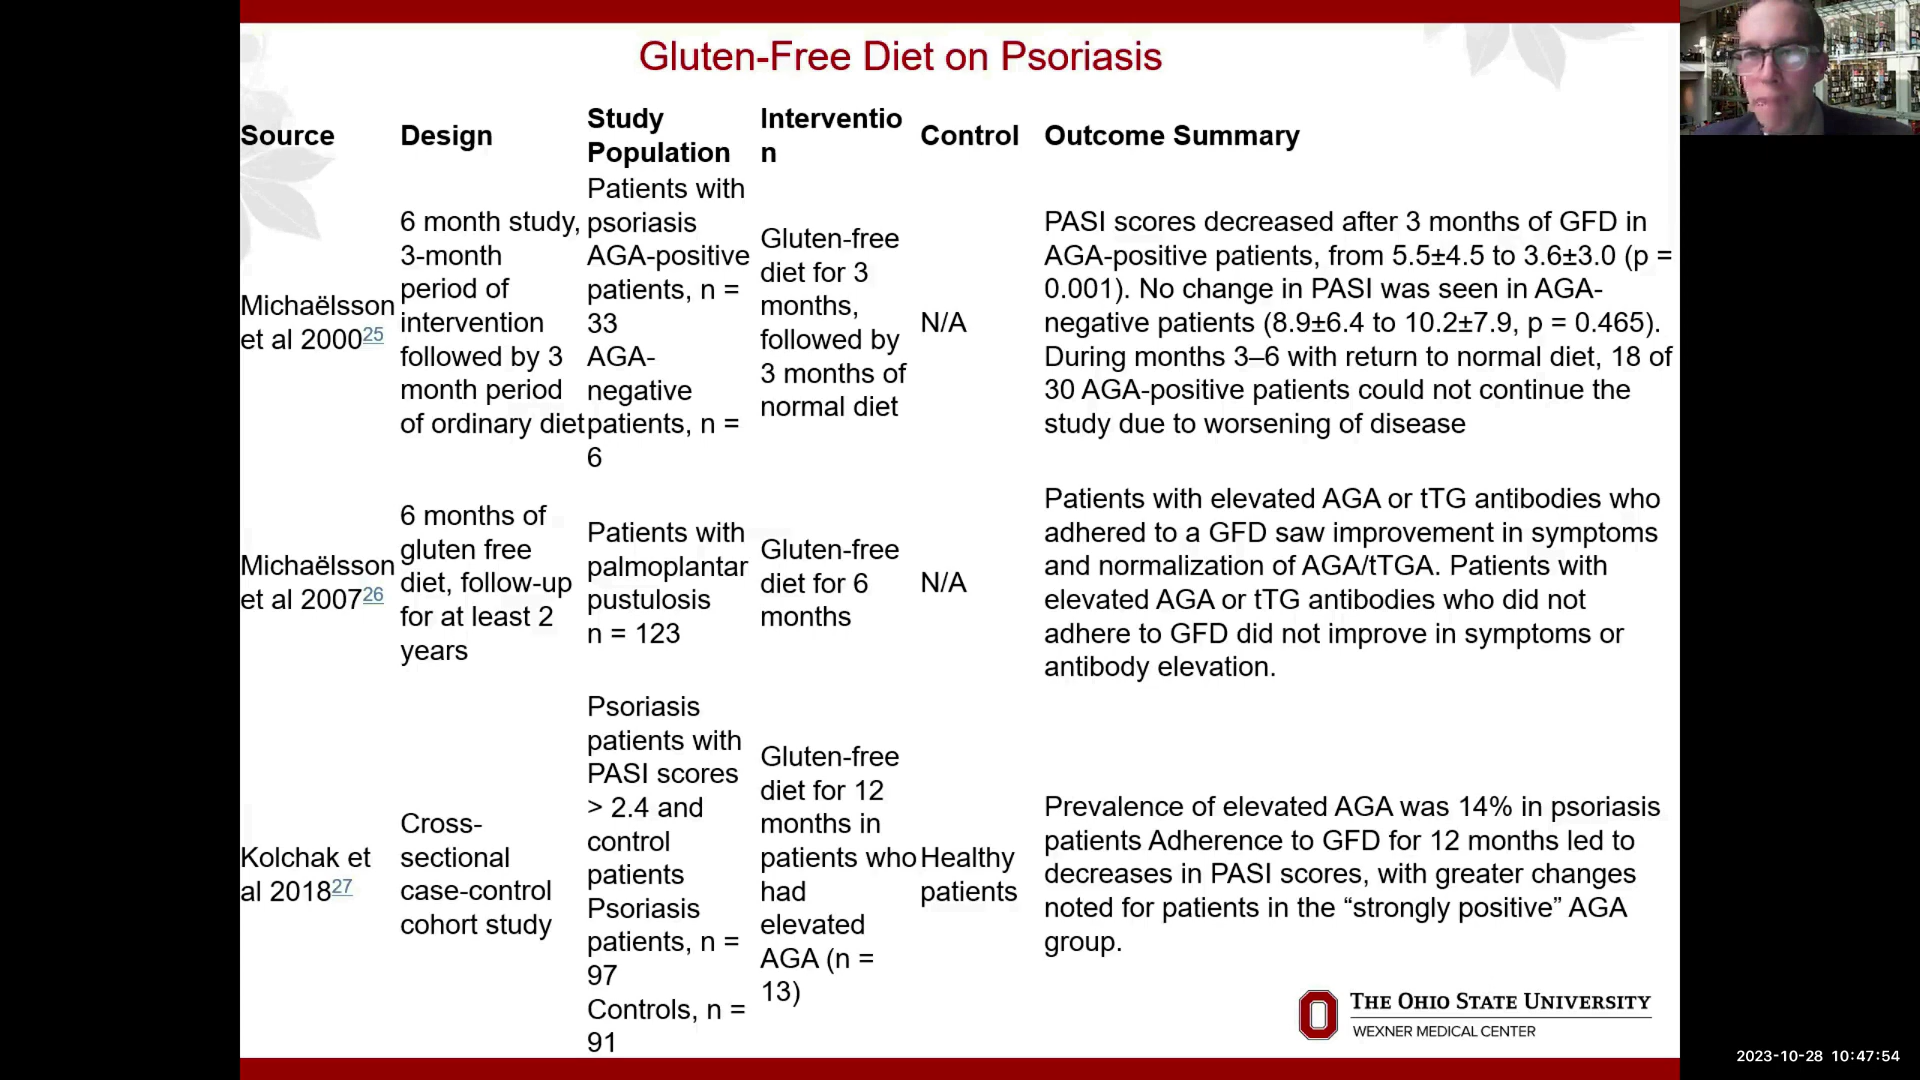 Gluten-Free Diet on Psoriasis
Source
Design
Study
Population
Interventio
n
Control
Outcome Summary
Michaëlsson
et al 2000 25
6 month study,
3-month
period of
intervention
followed by 3
month period
of ordinary diet
Patients with
psoriasis
AGA-positive
patients, n =
33
AGA-
negative
patients, n =
6
Gluten-free
diet for 3
months,
followed by
3 months of
normal diet
N/A
PASI scores decreased after 3 months of GFD in
AGA-positive patients, from 5.5±4.5 to 3.6±3.0 (p =
0.001). No change in PASI was seen in AGA-
negative patients (8.9±6.4 to 10.2±7.9, p = 0.465).
During months 3–6 with return to normal diet, 18 of
30 AGA-positive patients could not continue the
study due to worsening of disease
Michaëlsson
et al 2007 26
6 months of
gluten free
diet, follow-up
for at least 2
years
Patients with
palmoplantar
pustulosis
n = 123
Gluten-free
diet for 6
months
N/A
Patients with elevated AGA or tTG antibodies who
adhered to a GFD saw improvement in symptoms
and normalization of AGA/tTGA. Patients with
elevated AGA or tTG antibodies who did not
adhere to GFD did not improve in symptoms or
antibody elevation.
Kolchak et
al 2018 27
Cross-
sectional
case-control
cohort study
Psoriasis
patients with
PASI scores
> 2.4 and
control
patients
Psoriasis
patients, n =
97
Controls, n =
91
Gluten-free
diet for 12
months in
patients who
had
elevated
AGA (n =
13)
Healthy
patients
Prevalence of elevated AGA was 14% in psoriasis
patients Adherence to GFD for 12 months led to
decreases in PASI scores, with greater changes
noted for patients in the “strongly positive” AGA
group.
THE OHIO STATE UNIVERSITY
WEXNER MEDICAL CENTER
2023-10-28 10:47:54